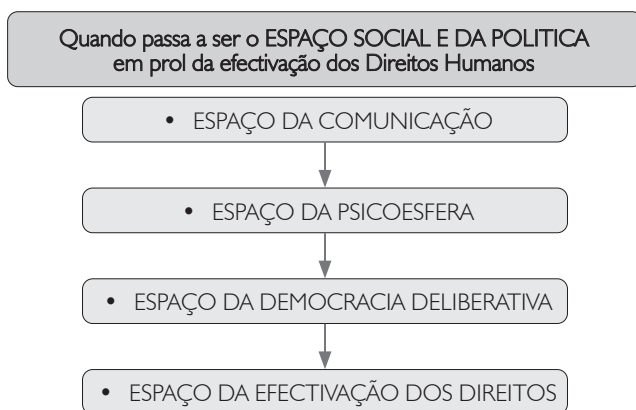 Quando passa a ser o ESPAÇO SOCIAL E DA POLITICA
em prol da efectivação dos Direitos Humanos
• ESPAÇO DA COMUNICAÇÃO
• ESPAÇO DA PSICOESFERA
• ESPAÇO DA DEMOCRACIA DELIBERATIVA
• ESPAÇO DA EFECTIVAÇÃO DOS DIREITOS